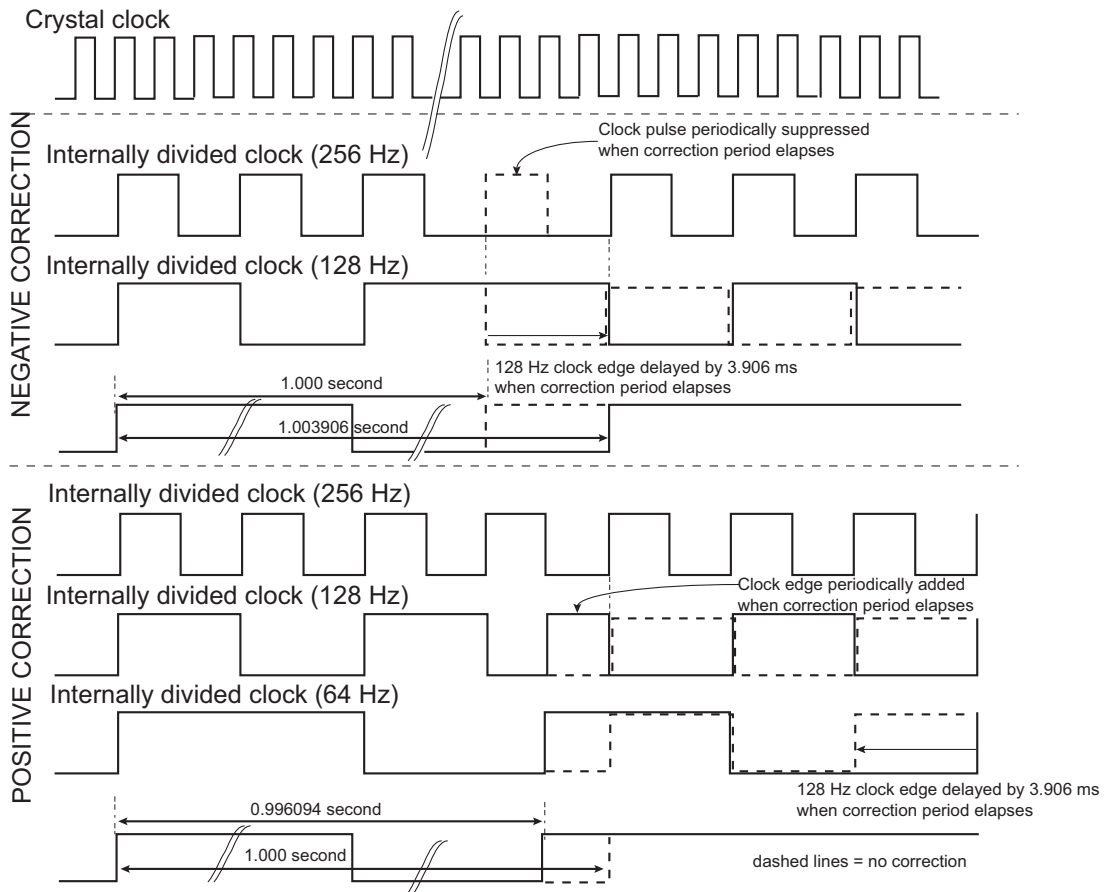 Crystal clock
NEGATIVE CORRECTION
Clock pulse periodically suppressed
when correction period elapses
Internally divided clock (256 Hz)
Internally divided clock (128 Hz)
128 Hz clock edge delayed by 3.906 ms
when correction period elapses
1.000 second
1.003906 second
POSITIVE CORRECTION
Internally divided clock (256 Hz)
Clock edge periodically added
when correction period elapses
Internally divided clock (128 Hz)
Internally divided clock (64 Hz)
128 Hz clock edge delayed by 3.906 ms
when correction period elapses
0.996094 second
1.000 second
dashed lines = no correction